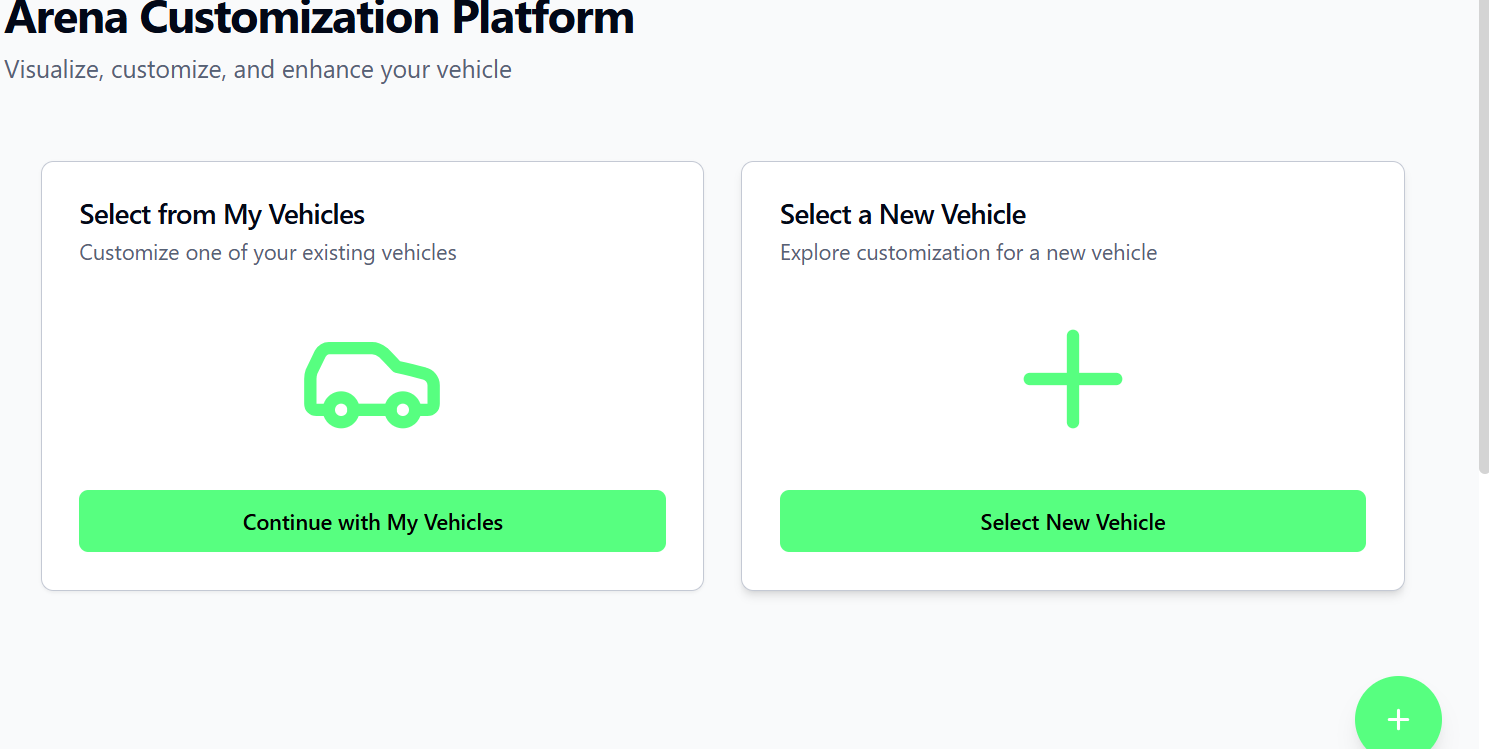 Arena Customization Platform
Visualize, customize, and enhance your vehicle
Select from My Vehicles
Customize one of your existing vehicles
Continue with My Vehicles
Select a New Vehicle
Explore customization for a new vehicle
Select New Vehicle